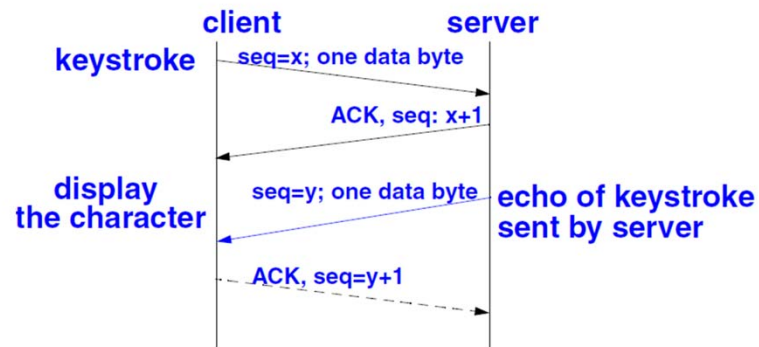 client
server
keystroke
seq=x; one data byte
ACK, seq: x+1
display
the character
seq=y; one data byte
echo of keystroke
sent by server
ACK, seq=y+1